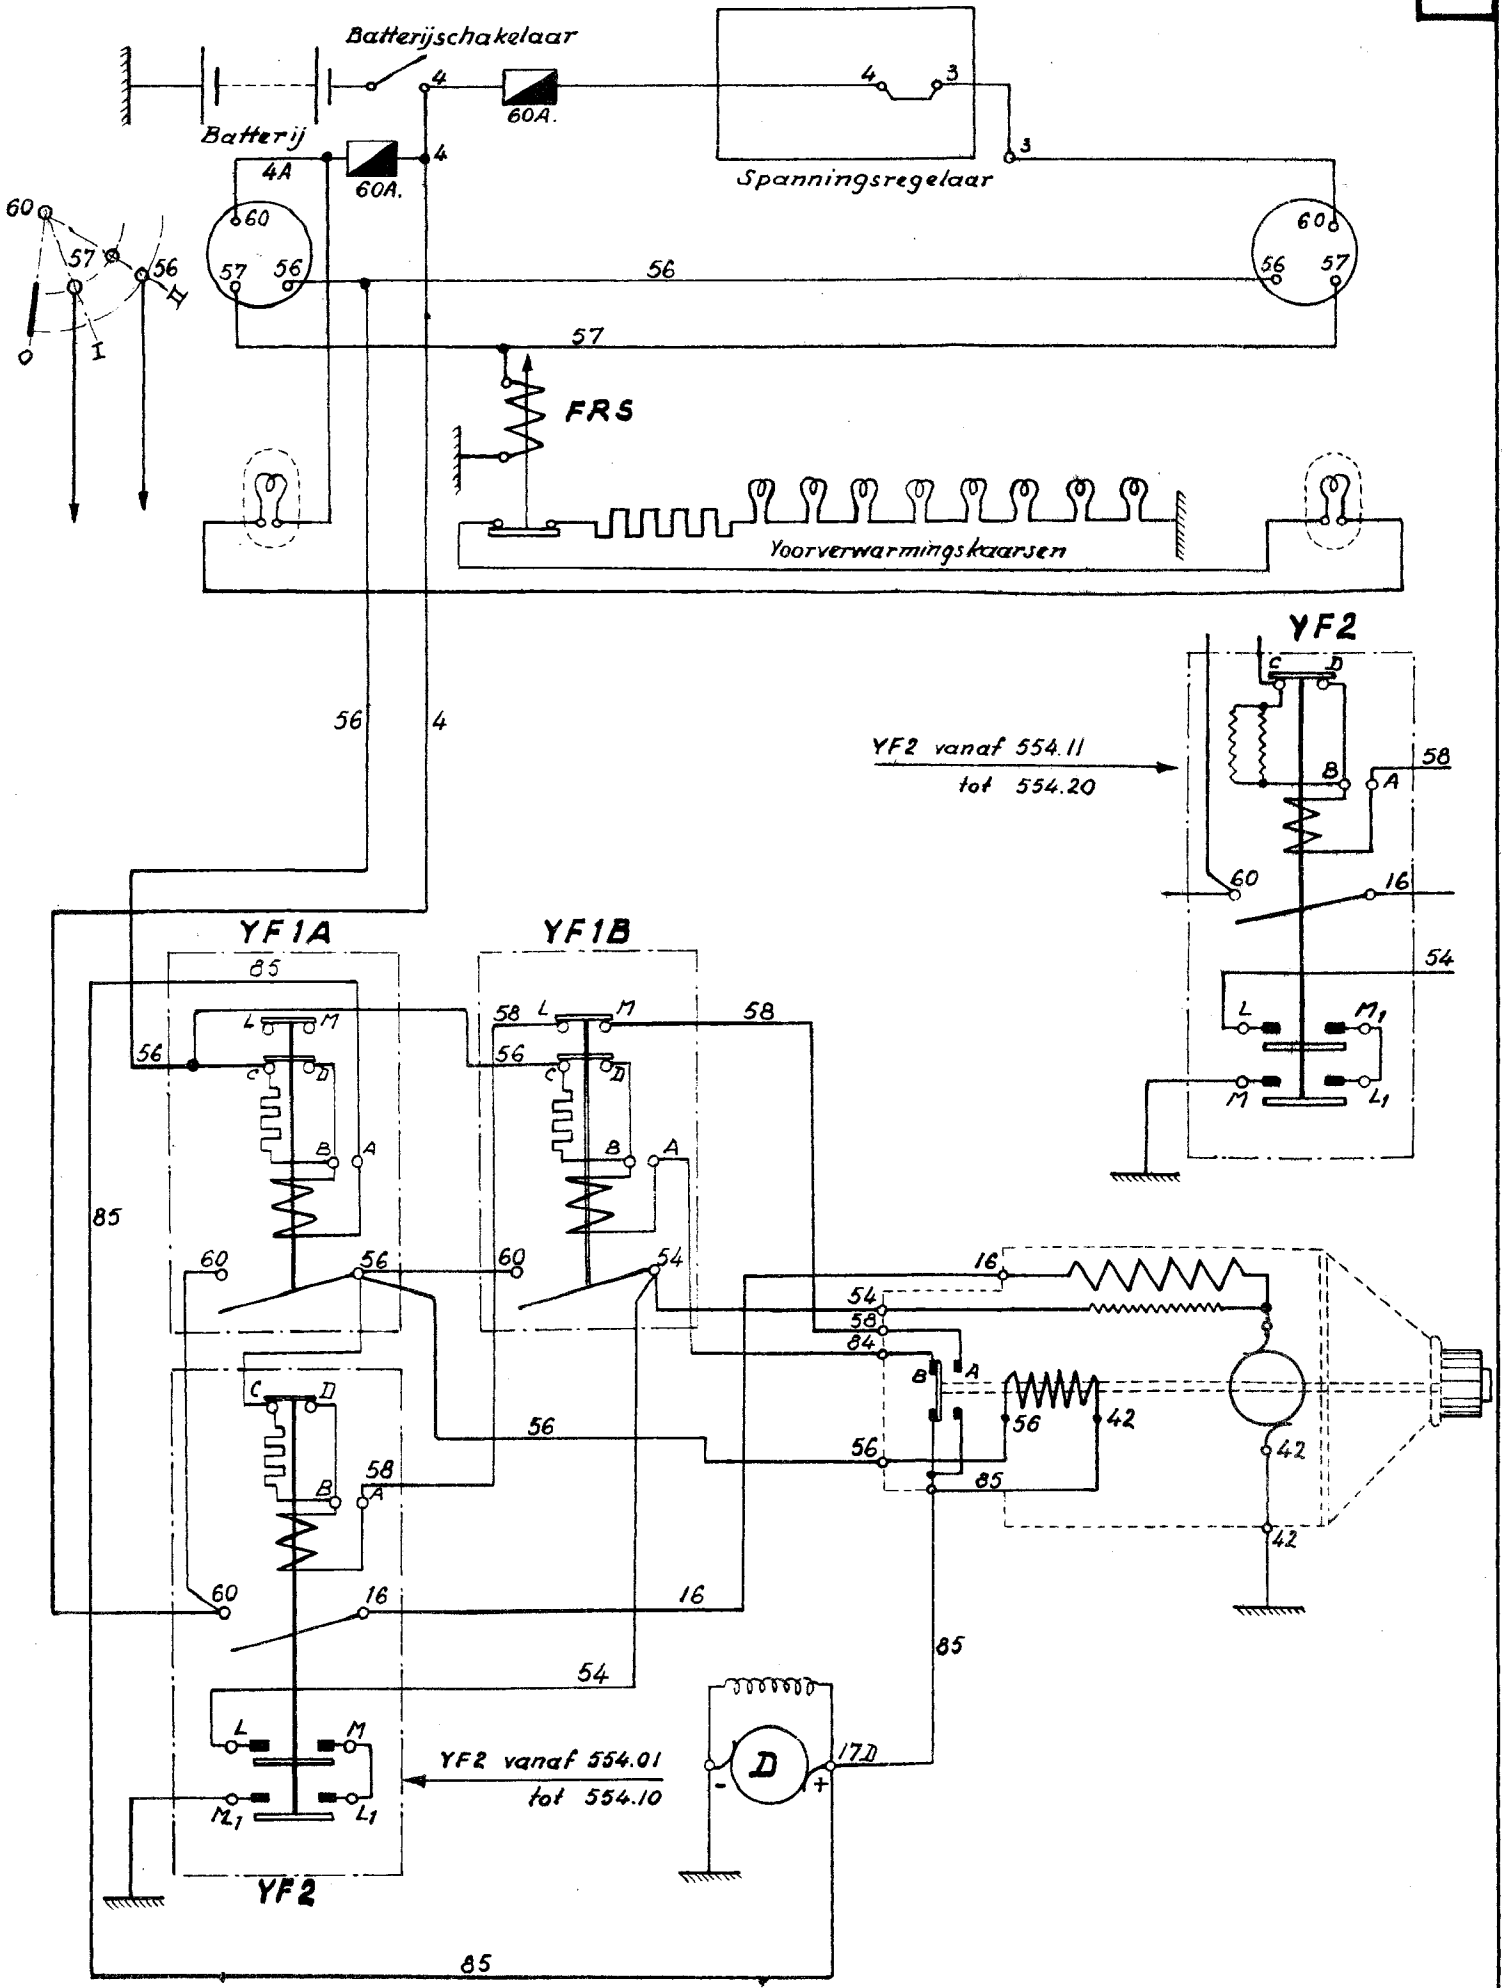 Batterijschakelaar
4
4 3
60A.
Batterij
4
3
4A
60A.
Spanningsregelaar
60
60
60
57 56
57 56
56
56 57
II
O
I
57
FRS
Voorverwarmingskaarsen
YF2
C D
56
4
YF2 vanaf 554.11
tot 554.20
58
B A
60
16
YF1A
YF1B
85
54
L M
58 L M
58
L M1
56
56
C D
C D
M L1
B A
B A
85
60
56
60
54
16
54
58
84
C D
B A
56
56 42
56
42
58
85
B A
42
60
16
16
85
54
L M
17D
YF2 vanaf 554.01
D
- +
tot 554.10
M1 L1
YF2
85